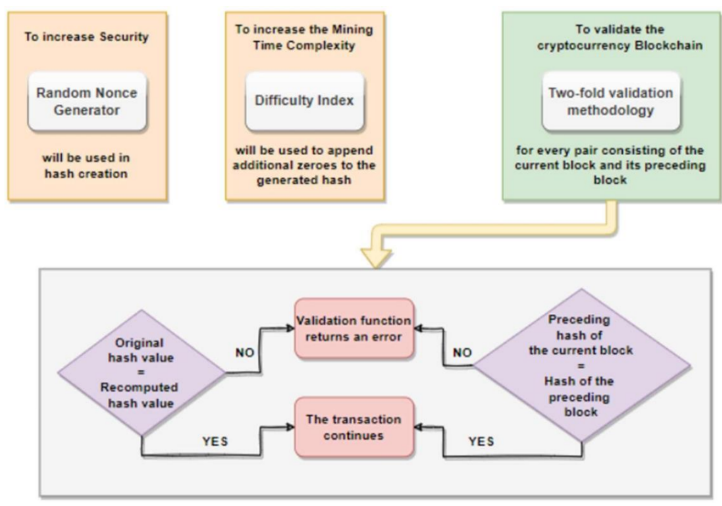 To increase Security
Random Nonce
Generator
will be used in
hash creation
To increase the Mining
Time Complexity
Difficulty Index
will be used to append
additional zeroes to the
generated hash
To validate the
cryptocurrency Blockchain
Two-fold validation
methodology
for every pair consisting of the
current block and its preceding
block
Original
hash value
=
Recomputed
hash value
NO
YES
Validation function
returns an error
The transaction
continues
NO
YES
Preceding
hash of
the current block
=
Hash of the
preceding
block